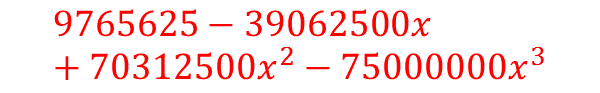 9765625 − 39062500x
+ 70312500x² − 75000000x³